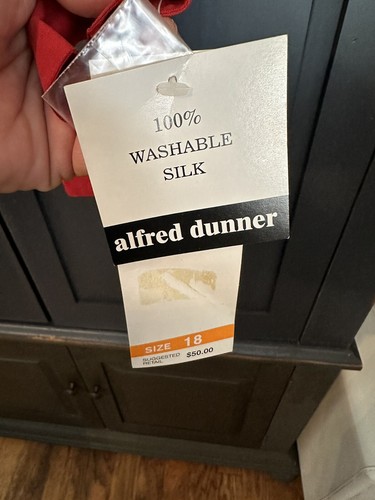 100%
WASHABLE
SILK
alfred dunner
SIZE 18
SUGGESTED
RETAIL $50.00